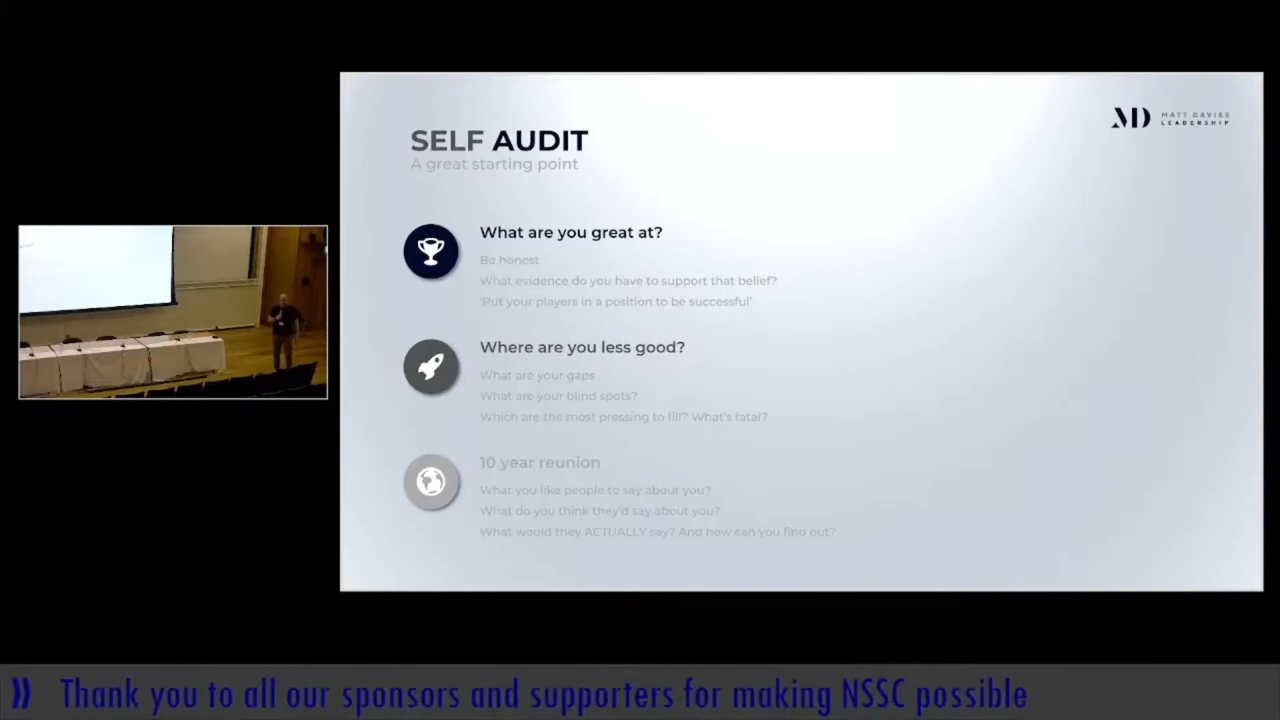 MD MATT DAVIES
LEADERSHIP
SELF AUDIT
A great starting point
What are you great at?
Be honest
What evidence do you have to support that belief?
'Put your players in a position to be successful'
Where are you less good?
What are your gaps
What are your blind spots?
Which are the most pressing to fill? What's fatal?
10 year reunion
What you like people to say about you?
What do you think they'd say about you?
What would they ACTUALLY say? And how can you find out?
Thank you to all our sponsors and supporters for making NSSC possible